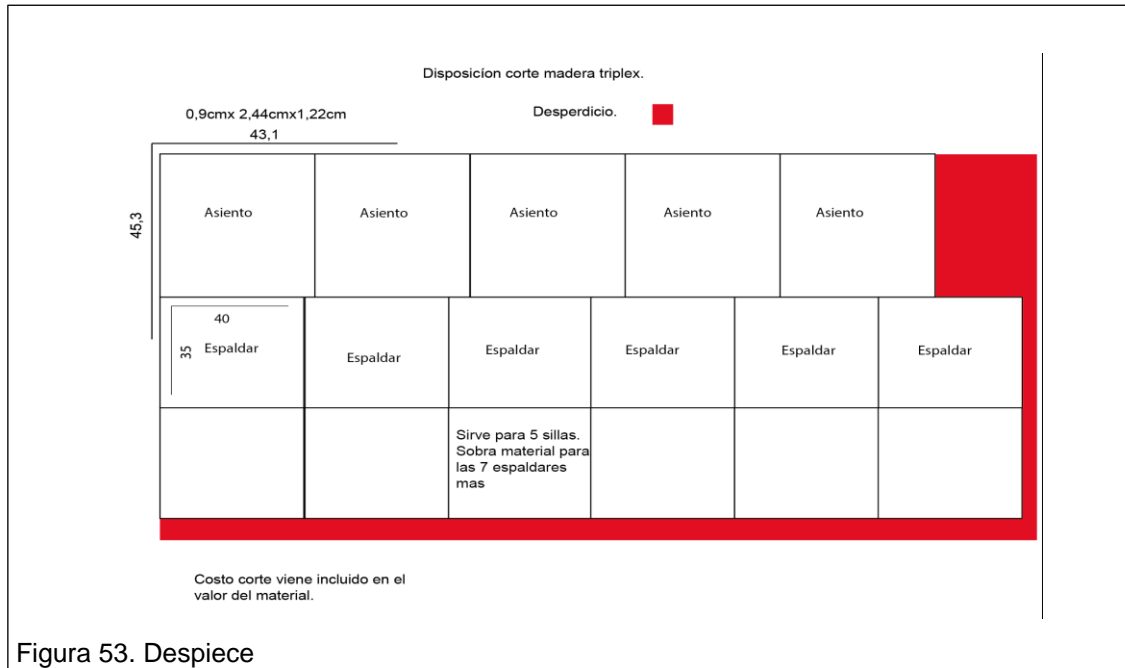 Disposicíon corte madera triplex.
Desperdicio.
0,9cmx 2,44cmx1,22cm
43,1
45,3
Asiento
Asiento
Asiento
Asiento
Asiento
40
35
Espaldar
Espaldar
Espaldar
Espaldar
Espaldar
Espaldar
Sirve para 5 sillas.
Sobra material para
las 7 espaldares
mas
Costo corte viene incluido en el
valor del material.
Figura 53. Despiece